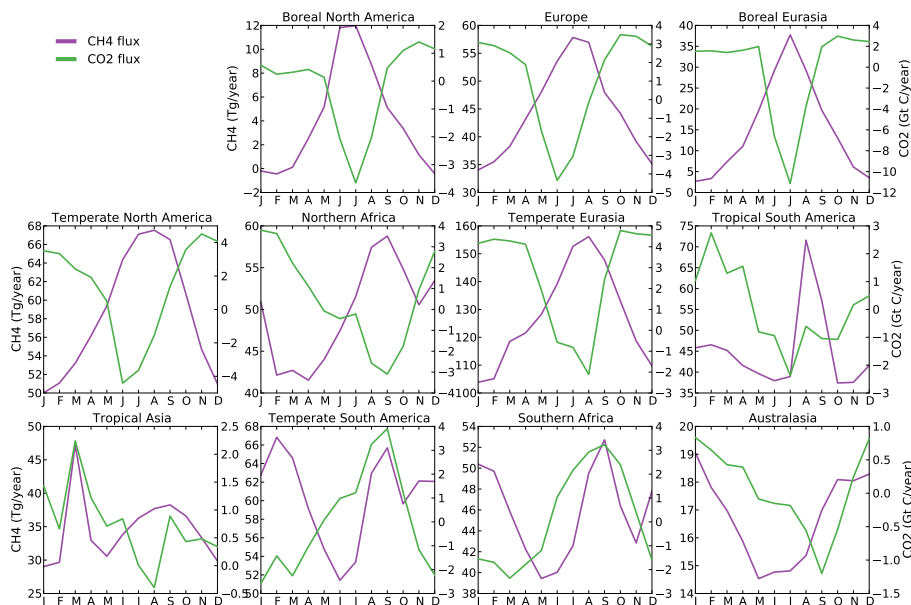 Boreal North America
Europe
Boreal Eurasia
CH4 flux
CO2 flux
CH4 (Tg/year)
12 10 8 6 4 2 0 −2
2 1 0 −1 −2 −3 −4
60 55 50 45 40 35 30
4 3 2 1 0 −1 −2 −3 −4 −5
40 35 30 25 20 15 10 5 0
4 2 0 −2 −4 −6 −8 −10 −12
CO2 (Gt C/year)
J F M A M J J A S O N D
J F M A M J J A S O N D
J F M A M J J A S O N D
Temperate North America
Northern Africa
Temperate Eurasia
Tropical South America
CH4 (Tg/year)
68 66 64 62 60 58 56 54 52 50
4 2 0 −2 −4
60 55 50 45 40
4 3 2 1 0 −1 −2 −3 −4
160 150 140 130 120 110 100
5 4 3 2 1 0 −1 −2 −3
75 70 65 60 55 50 45 40 35
3 2 1 0 −1 −2 −3
CO2 (Gt C/year)
J F M A M J J A S O N D
J F M A M J J A S O N D
J F M A M J J A S O N D
J F M A M J J A S O N D
Tropical Asia
Temperate South America
Southern Africa
Australasia
CH4 (Tg/year)
50 45 40 35 30 25
2.5 2.0 1.5 1.0 0.5 0.0 −0.5
68 66 64 62 60 58 56 54 52 50
4 3 2 1 0 −1 −2 −3
54 52 50 48 46 44 42 40 38
4 3 2 1 0 −1 −2 −3
20 19 18 17 16 15 14
1.0 0.5 0.0 −0.5 −1.0 −1.5
CO2 (Gt C/year)
J F M A M J J A S O N D
J F M A M J J A S O N D
J F M A M J J A S O N D
J F M A M J J A S O N D